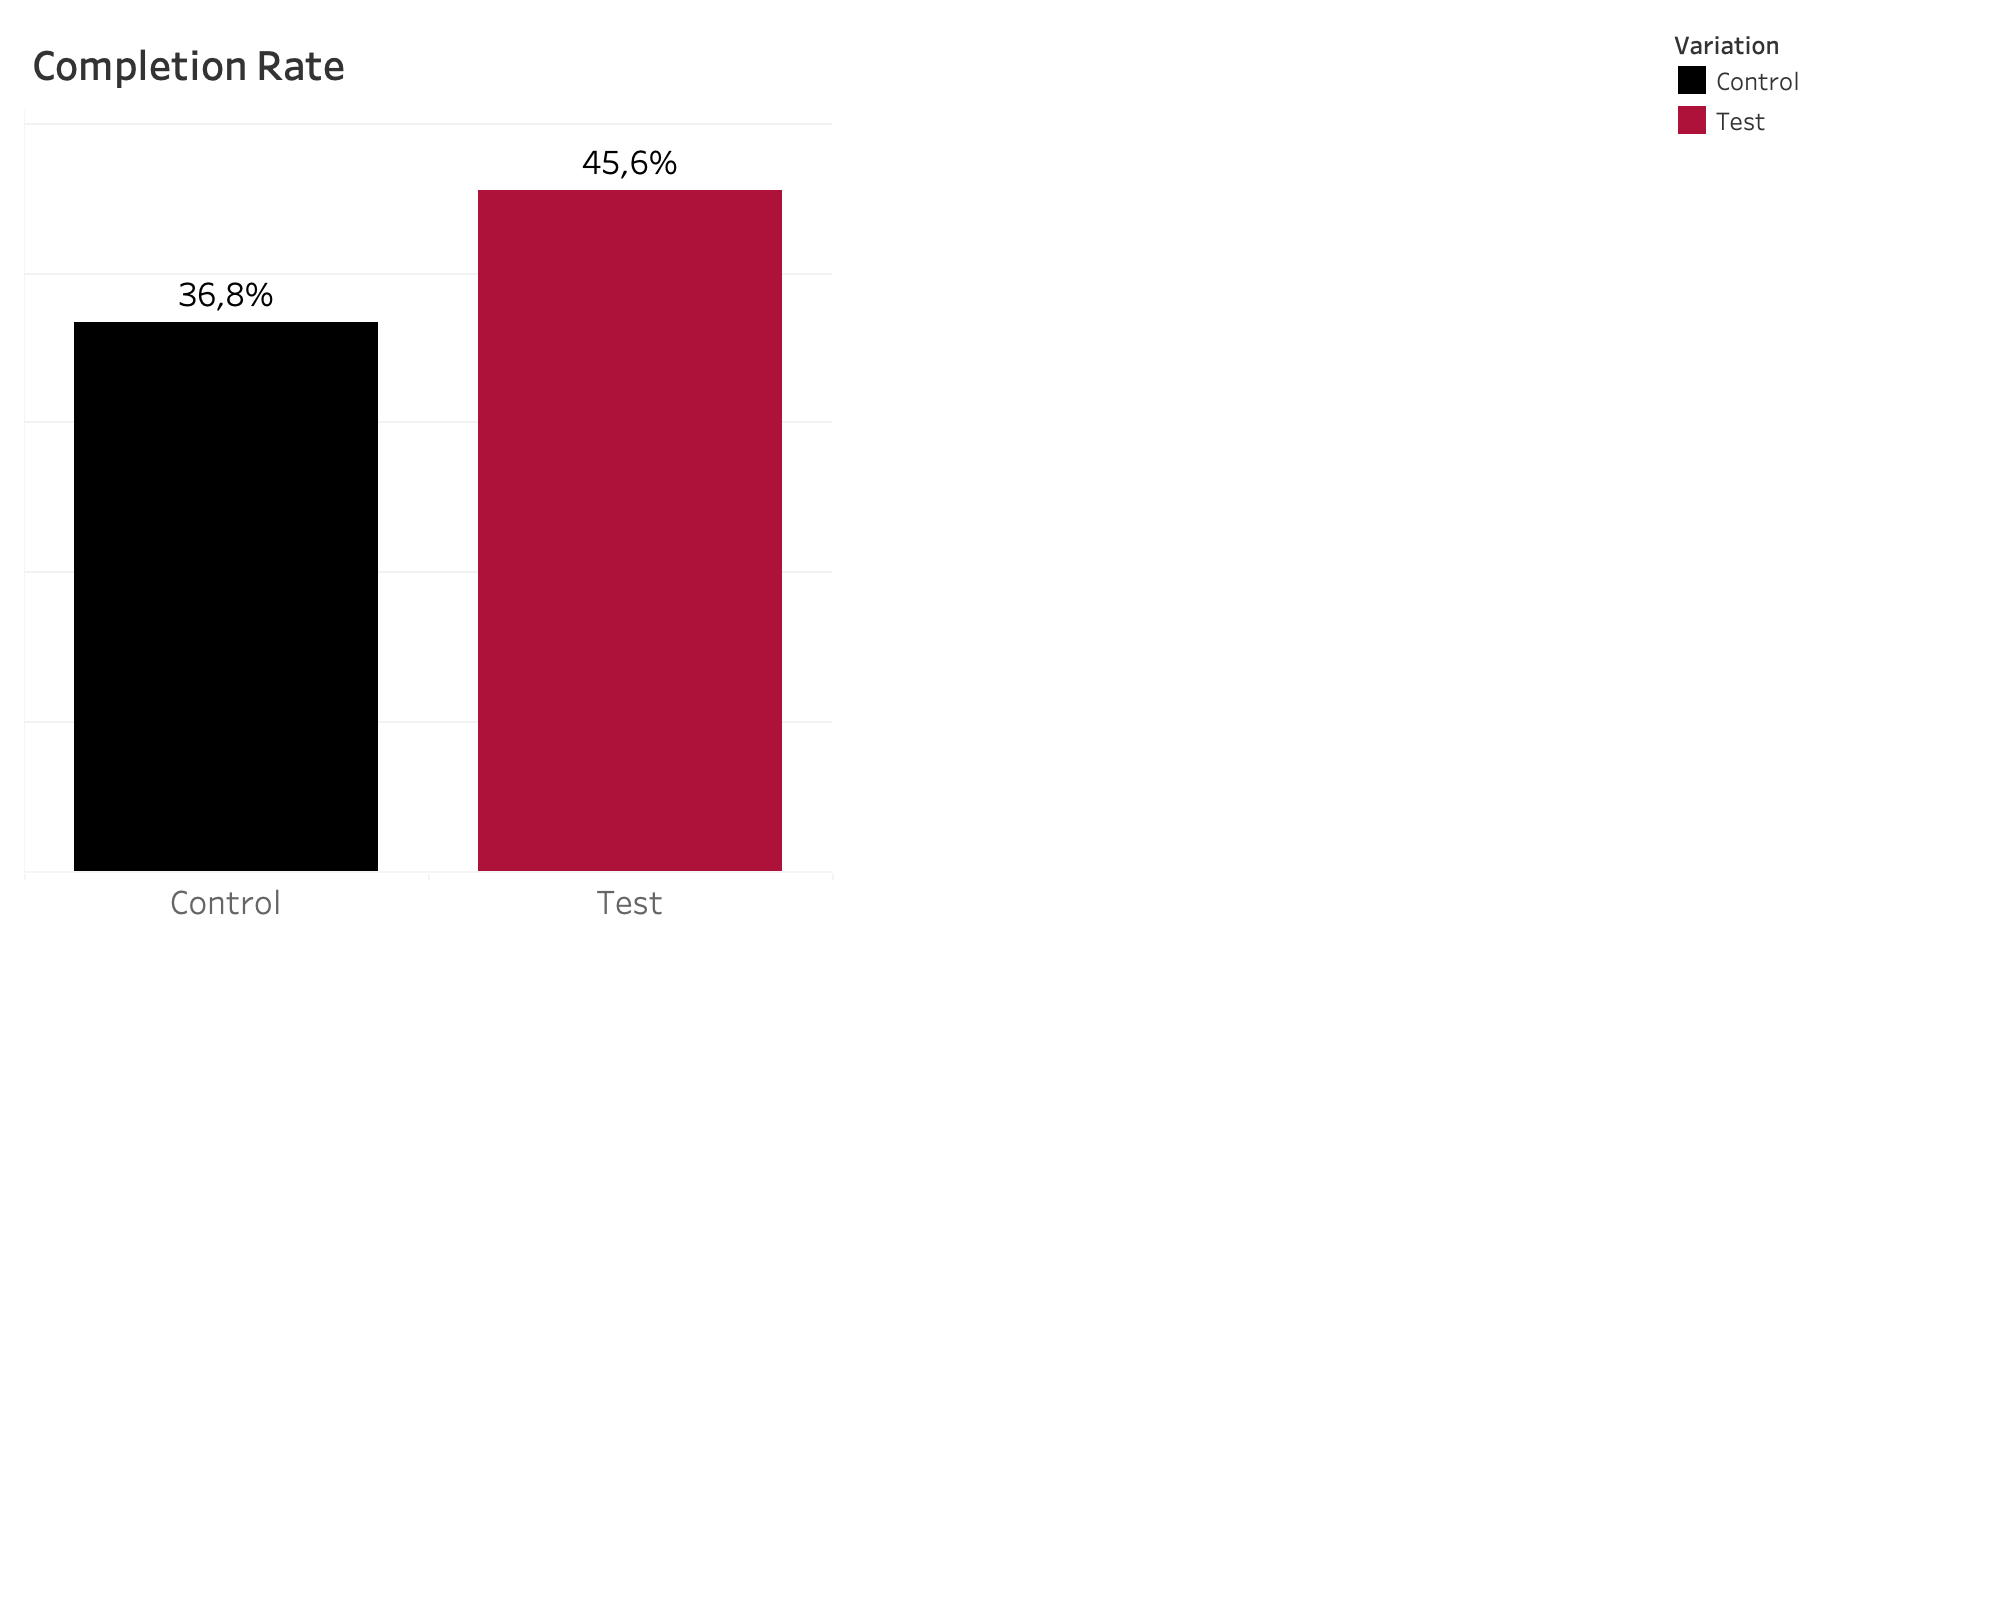 Completion Rate
45,6%
36,8%
Control
Test
Variation
Control
Test